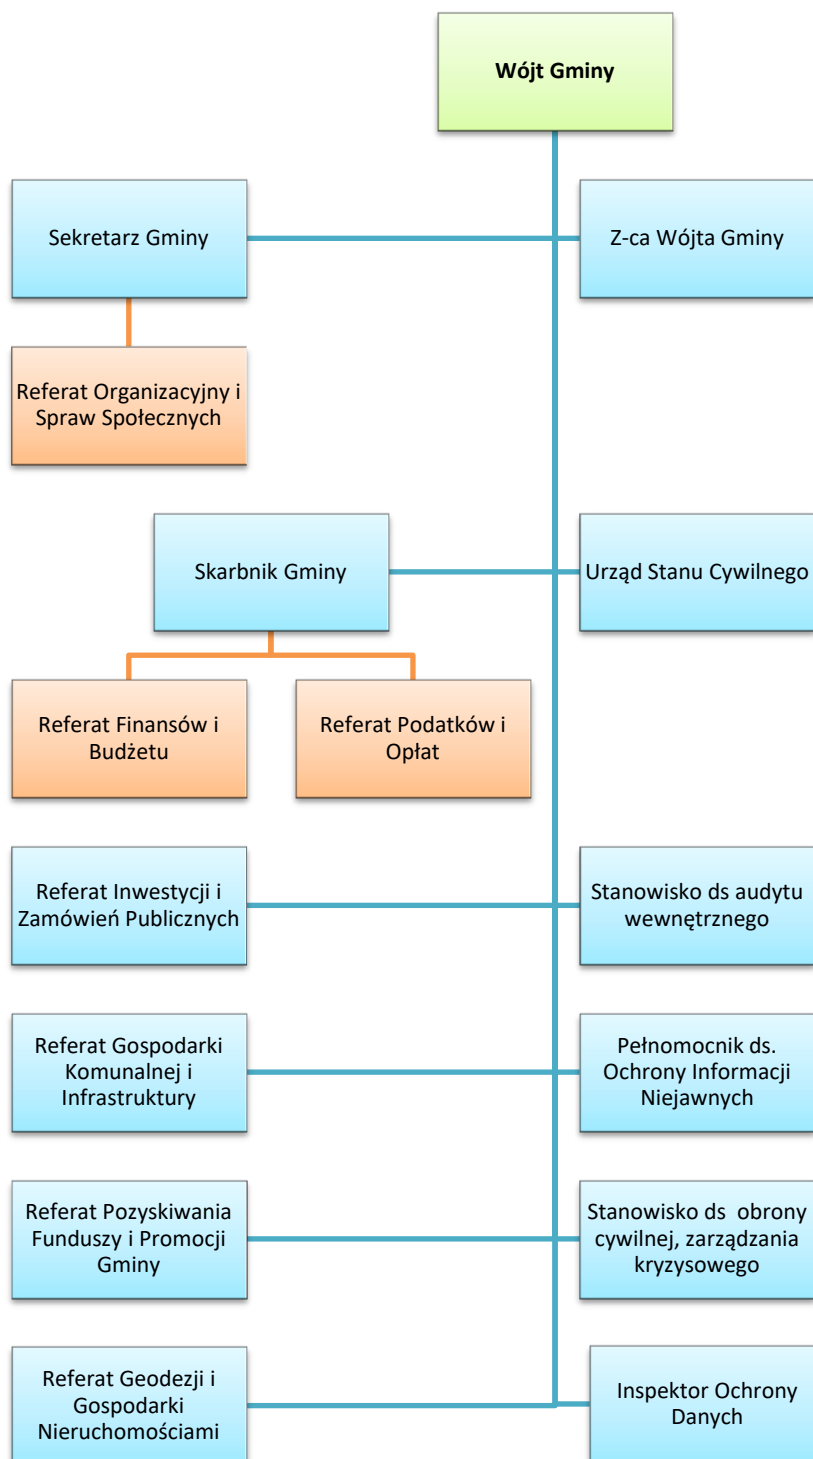 Wójt Gminy
Sekretarz Gminy
Z-ca Wójta Gminy
Referat Organizacyjny i
Spraw Społecznych
Skarbnik Gminy
Urząd Stanu Cywilnego
Referat Finansów i
Budżetu
Referat Podatków i
Opłat
Referat Inwestycji i
Zamówień Publicznych
Stanowisko ds audytu
wewnętrznego
Referat Gospodarki
Komunalnej i
Infrastruktury
Pełnomocnik ds.
Ochrony Informacji
Niejawnych
Referat Pozyskiwania
Funduszy i Promocji
Gminy
Stanowisko ds  obrony
cywilnej, zarządzania
kryzysowego
Referat Geodezji i
Gospodarki
Nieruchomościami
Inspektor Ochrony
Danych